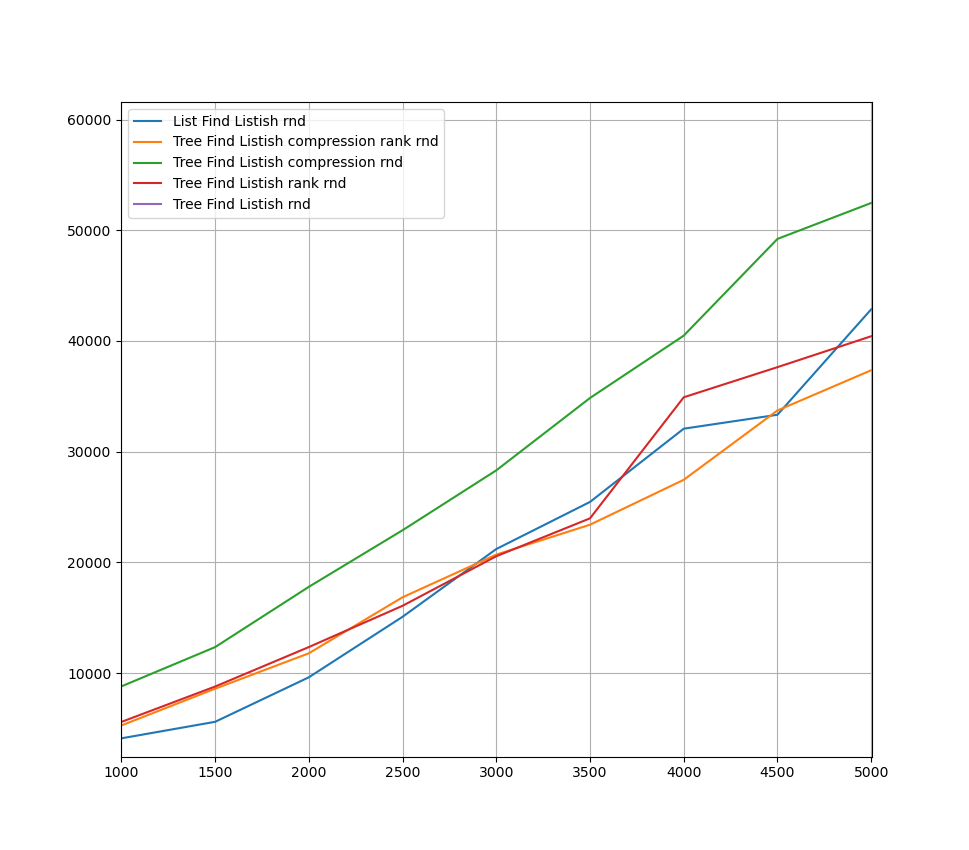 60000
50000
40000
30000
20000
10000
List Find Listish rnd
Tree Find Listish compression rank rnd
Tree Find Listish compression rnd
Tree Find Listish rank rnd
Tree Find Listish rnd
1000 1500 2000 2500 3000 3500 4000 4500 5000